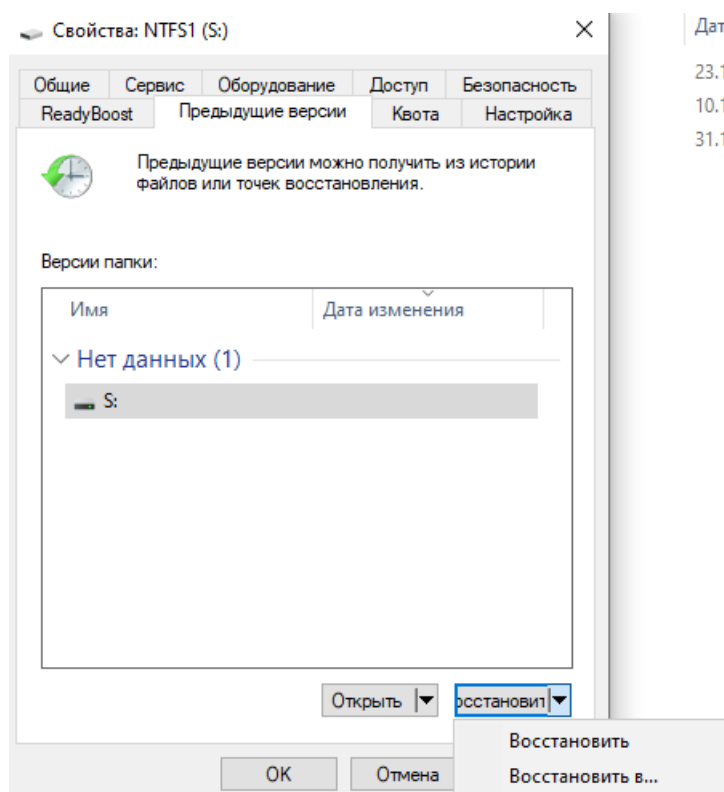 Свойства: NTFS1 (S:)
Общие Сервис Оборудование Доступ Безопасность
ReadyBoost Предыдущие версии Квота Настройка
Предыдущие версии можно получить из истории
файлов или точек восстановления.
Версии папки:
Имя Дата изменения
Нет данных (1)
S:
Открыть осстановит
Восстановить
Восстановить в...
OK Отмена
Дат
23.1
10.1
31.1